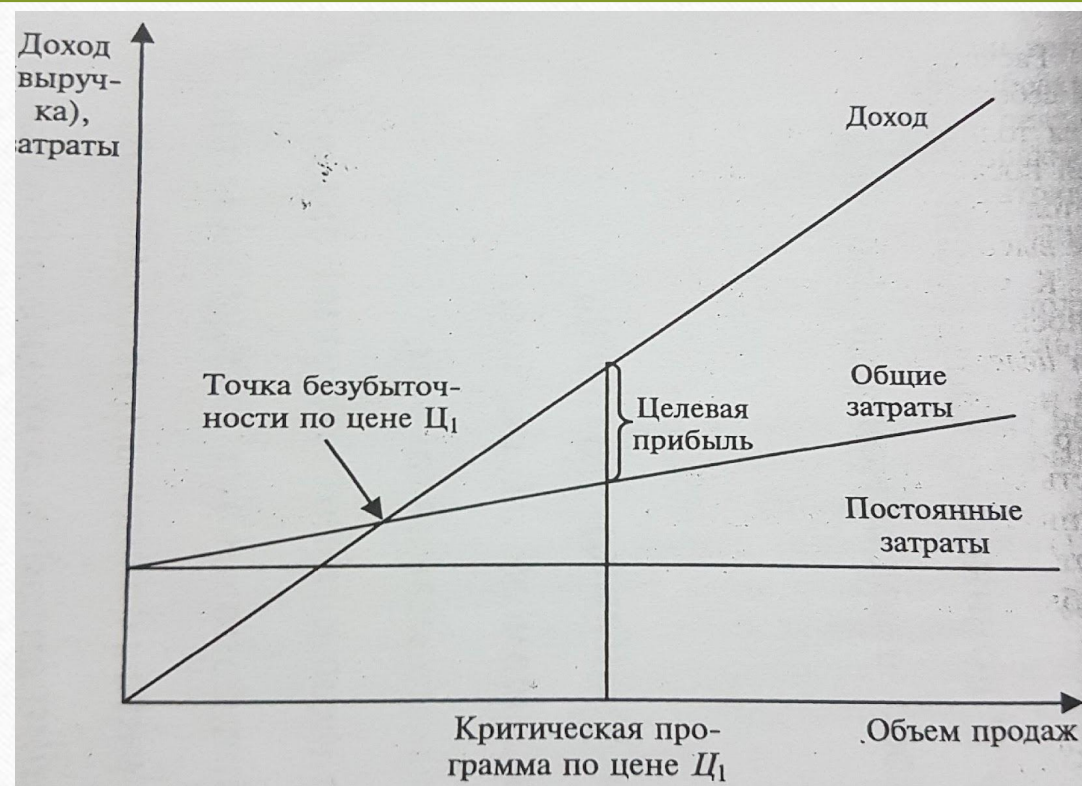 Доход
выруч-
ка),
атраты
Доход
Точка безубыточ-
ности по цене Ц1
Целевая
прибыль
Общие
затраты
Постоянные
затраты
Критическая про-
грамма по цене Ц1
Объем продаж